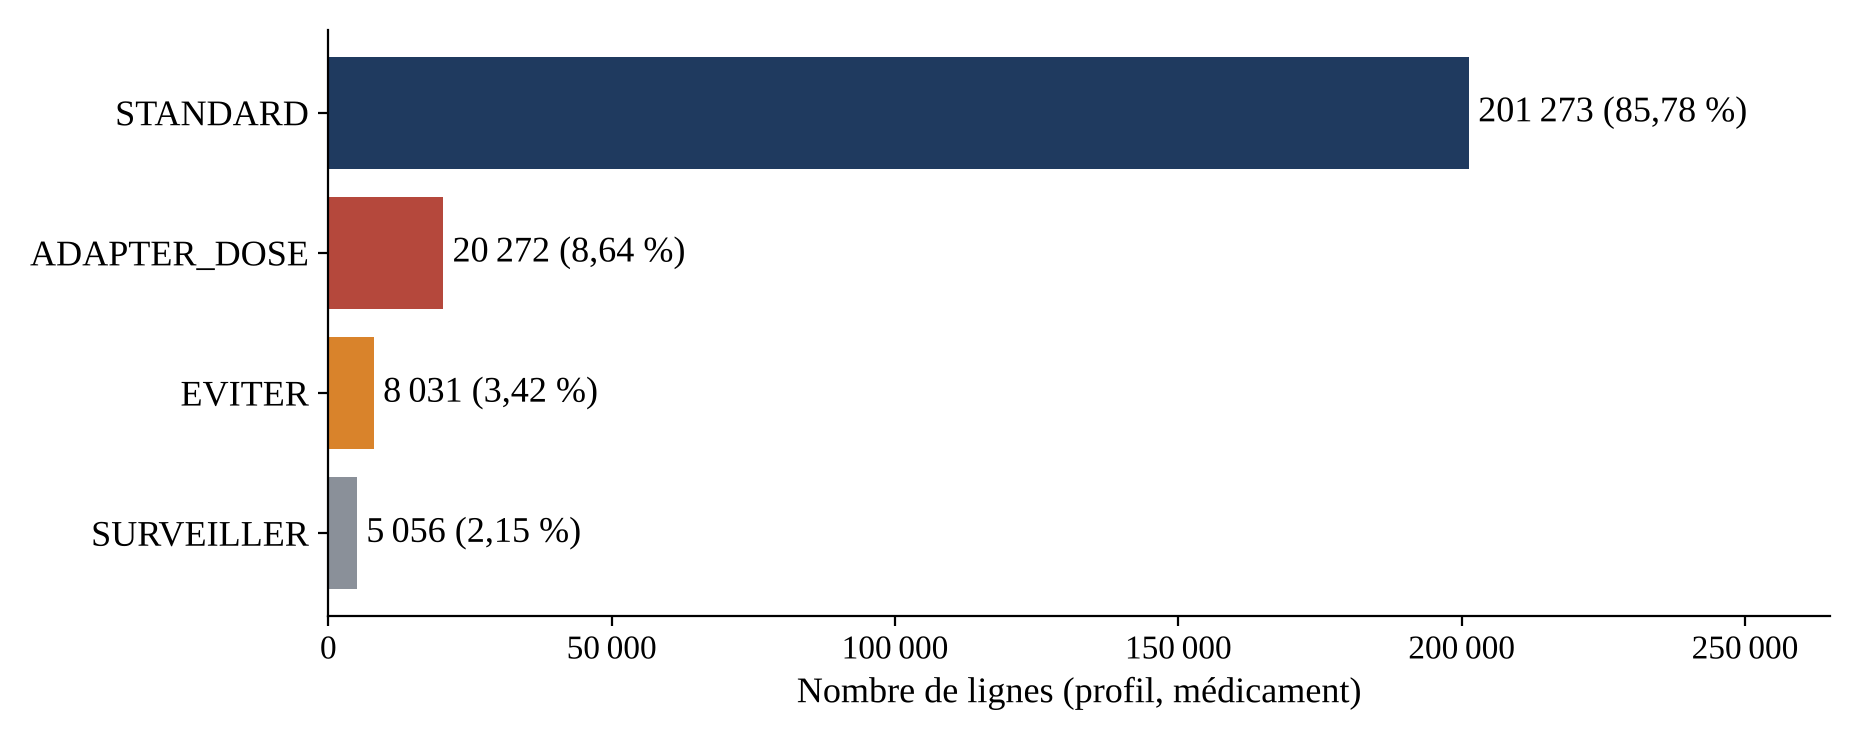 STANDARD
201 273 (85,78 %)
ADAPTER_DOSE
20 272 (8,64 %)
EVITER
8 031 (3,42 %)
SURVEILLER
5 056 (2,15 %)
0 50 000 100 000 150 000 200 000 250 000
Nombre de lignes (profil, médicament)